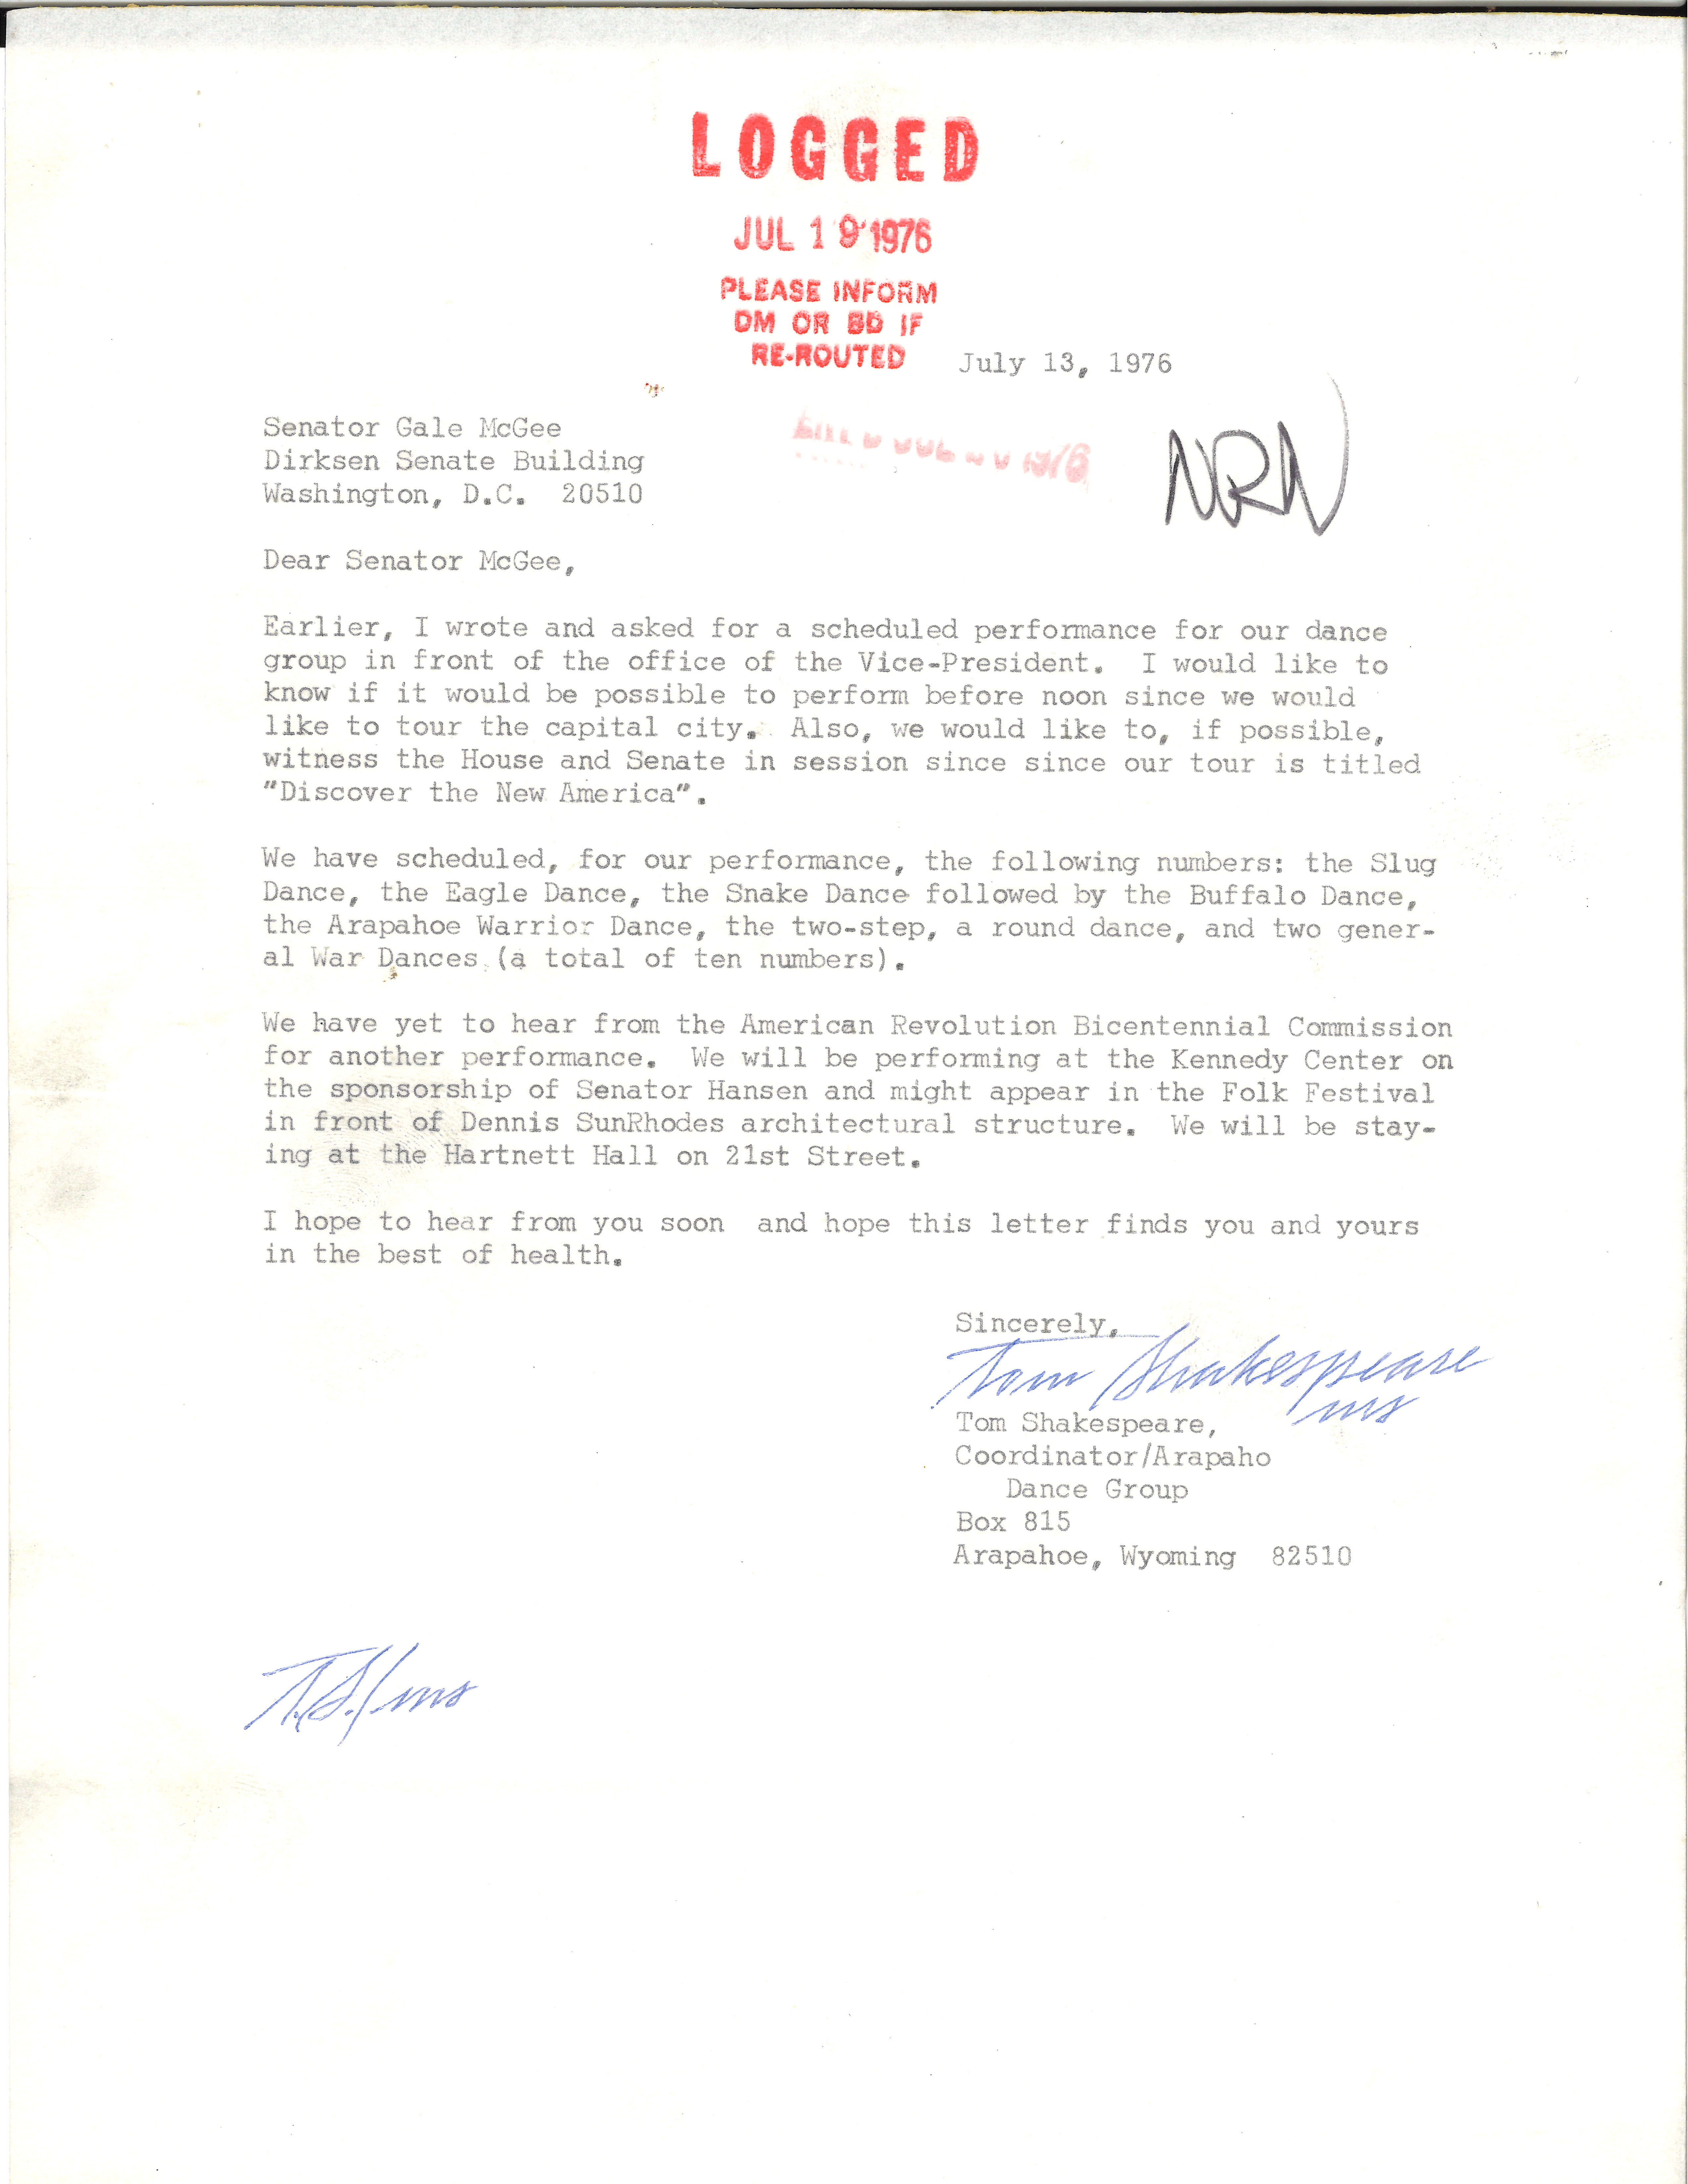 LOGGED
JUL 19 1976
PLEASE INFORM
DM OR BD IF
RE-ROUTED
July 13, 1976
NRN
Senator Gale McGee
Dirksen Senate Building
Washington, D.C.  20510
Dear Senator McGee,
Earlier, I wrote and asked for a scheduled performance for our dance
group in front of the office of the Vice-President.  I would like to
know if it would be possible to perform before noon since we would
like to tour the capital city.  Also, we would like to, if possible,
witness the House and Senate in session since since our tour is titled
"Discover the New America".
We have scheduled, for our performance, the following numbers: the Slug
Dance, the Eagle Dance, the Snake Dance followed by the Buffalo Dance,
the Arapahoe Warrior Dance, the two-step, a round dance, and two gener-
al War Dances (a total of ten numbers).
We have yet to hear from the American Revolution Bicentennial Commission
for another performance.  We will be performing at the Kennedy Center on
the sponsorship of Senator Hansen and might appear in the Folk Festival
in front of Dennis SunRhodes architectural structure.  We will be stay-
ing at the Hartnett Hall on 21st Street.
I hope to hear from you soon  and hope this letter finds you and yours
in the best of health.
Sincerely,
Tom Shakespeare
ms
Tom Shakespeare,
Coordinator/Arapaho
Dance Group
Box 815
Arapahoe, Wyoming  82510
T.S./ms